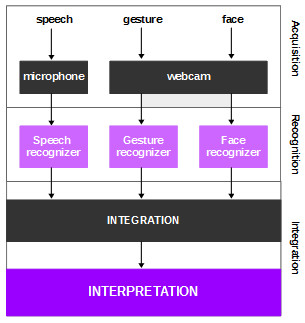 speech gesture face
Acquisition
microphone webcam
Recognition
Speech recognizer
Gesture recognizer
Face recognizer
Integration
INTEGRATION
INTERPRETATION